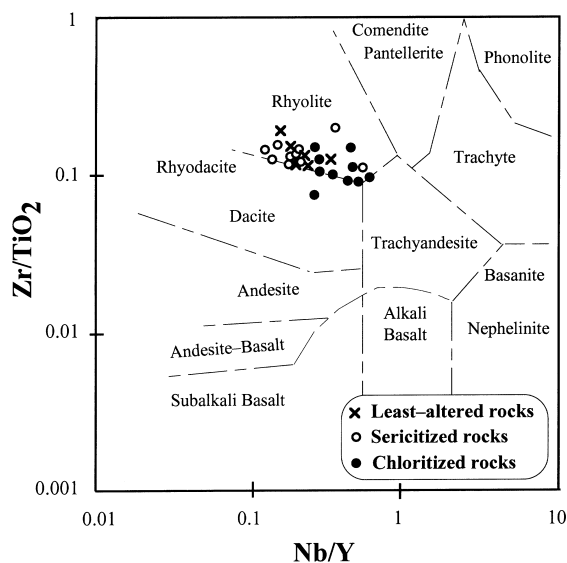 1
Comendite
Pantellerite
Phonolite
Rhyolite
Trachyte
Rhyodacite
0.1
Dacite
Zr/TiO2
Trachyandesite
Basanite
Andesite
Alkali
Basalt
Nephelinite
0.01
Andesite–Basalt
Subalkali Basalt
Least–altered rocks
Sericitized rocks
Chloritized rocks
0.001
0.01
0.1
1
10
Nb/Y